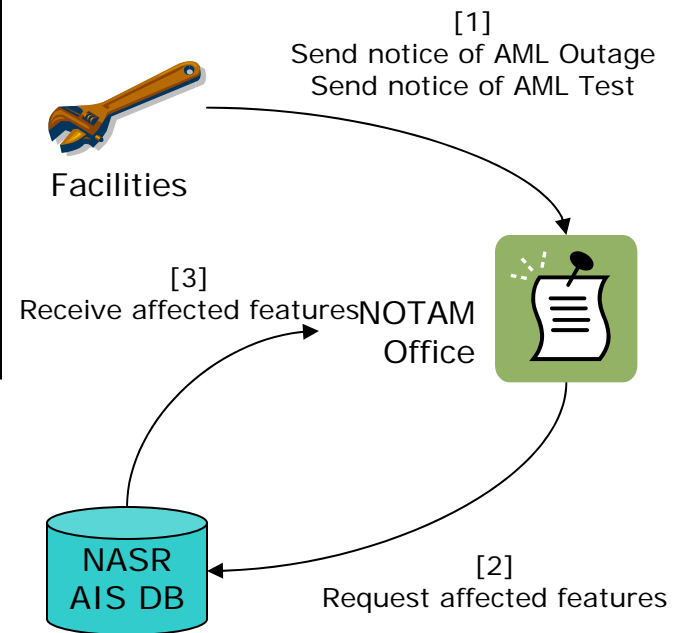 [1]
Send notice of AML Outage
Send notice of AML Test
Facilities
[3]
Receive affected features
NOTAM
Office
NASR
AIS DB
[2]
Request affected features